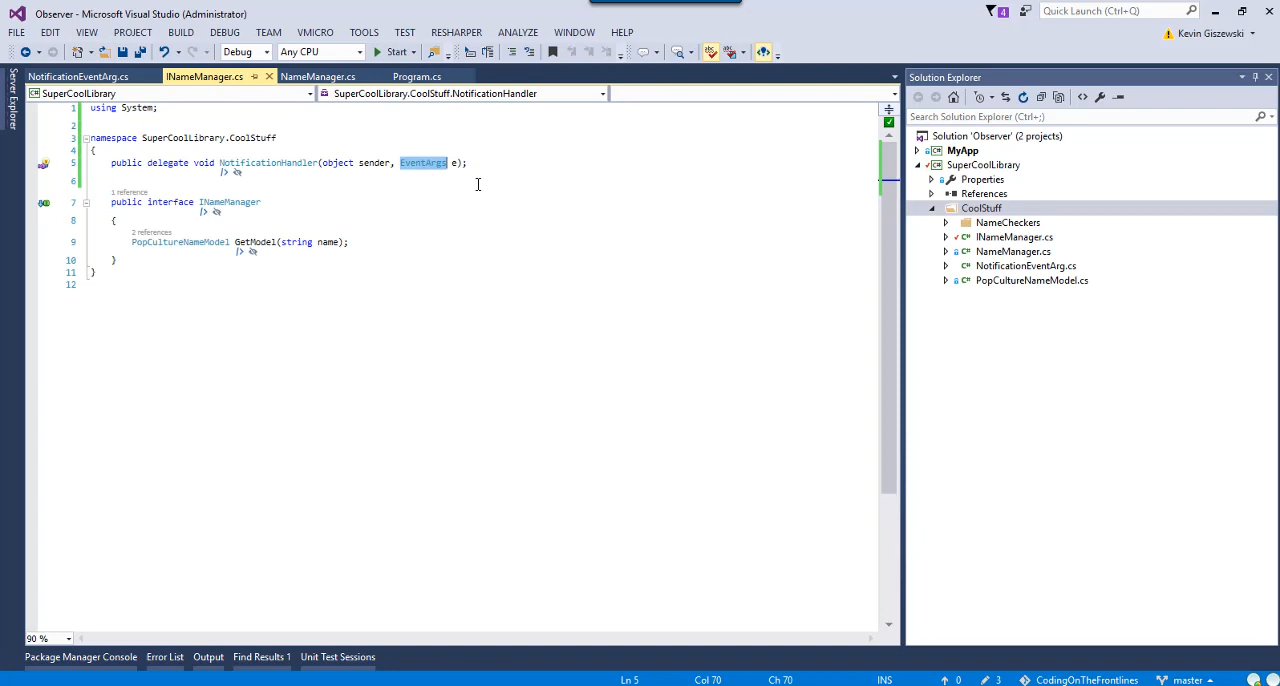 Observer - Microsoft Visual Studio (Administrator)
4
Quick Launch (Ctrl+Q)
FILE EDIT VIEW PROJECT BUILD DEBUG TEAM VMICRO TOOLS TEST RESHARPER ANALYZE WINDOW HELP
Kevin Giszewski
Debug Any CPU Start
Server Explorer
NotificationEventArg.cs INameManager.cs NameManager.cs Program.cs
Solution Explorer
SuperCoolLibrary SuperCoolLibrary.CoolStuff.NotificationHandler
Search Solution Explorer (Ctrl+;)
Solution 'Observer' (2 projects)
MyApp
SuperCoolLibrary
Properties
References
CoolStuff
NameCheckers
INameManager.cs
NameManager.cs
NotificationEventArg.cs
PopCultureNameModel.cs
1 using System;
2
3 namespace SuperCoolLibrary.CoolStuff
4 {
5 public delegate void NotificationHandler(object sender, EventArgs e);
6
1 reference
7 public interface INameManager
8 {
2 references
9 PopCultureNameModel GetModel(string name);
10 }
11 }
12
90 %
Package Manager Console Error List Output Find Results 1 Unit Test Sessions
Ln 5 Col 70 Ch 70 INS 0 3 CodingOnTheFrontlines master